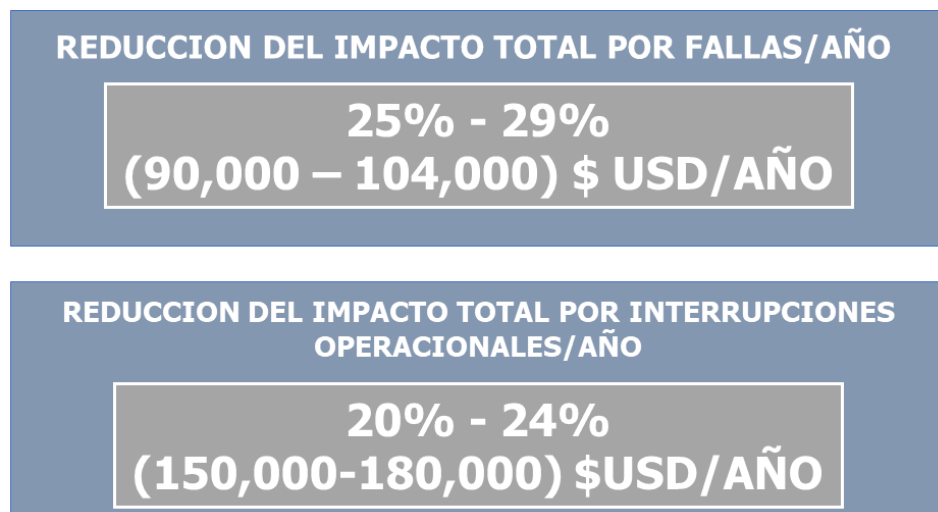 REDUCCION DEL IMPACTO TOTAL POR FALLAS/AÑO
25% - 29%
(90,000 – 104,000) $ USD/AÑO
REDUCCION DEL IMPACTO TOTAL POR INTERRUPCIONES
OPERACIONALES/AÑO
20% - 24%
(150,000-180,000) $USD/AÑO